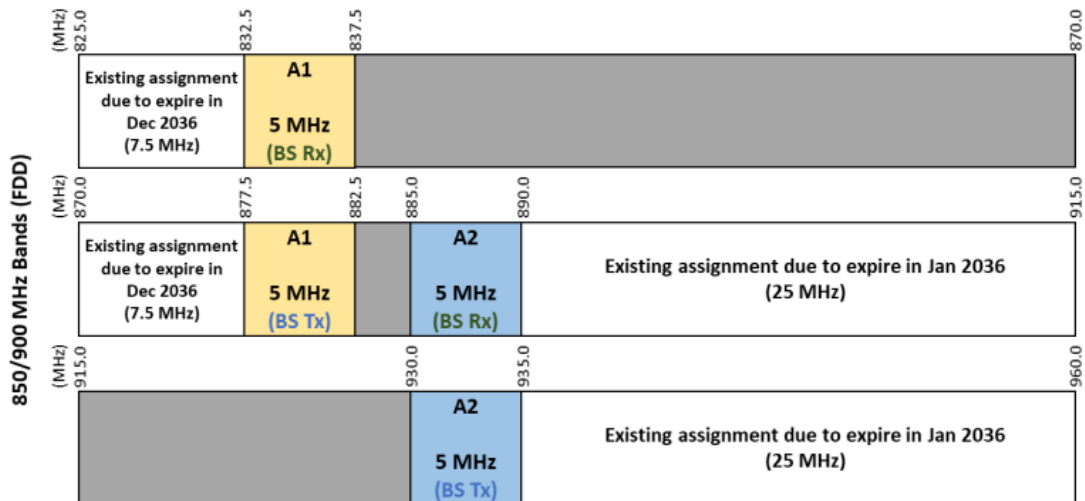 850/900 MHz Bands (FDD)
(MHz)
825.0
832.5
837.5
870.0
Existing assignment
due to expire in
Dec 2036
(7.5 MHz)
A1
5 MHz
(BS Rx)
(MHz)
870.0
877.5
882.5
885.0
890.0
915.0
Existing assignment
due to expire in
Dec 2036
(7.5 MHz)
A1
5 MHz
(BS Tx)
A2
5 MHz
(BS Rx)
Existing assignment due to expire in Jan 2036
(25 MHz)
(MHz)
915.0
930.0
935.0
960.0
A2
5 MHz
(BS Tx)
Existing assignment due to expire in Jan 2036
(25 MHz)